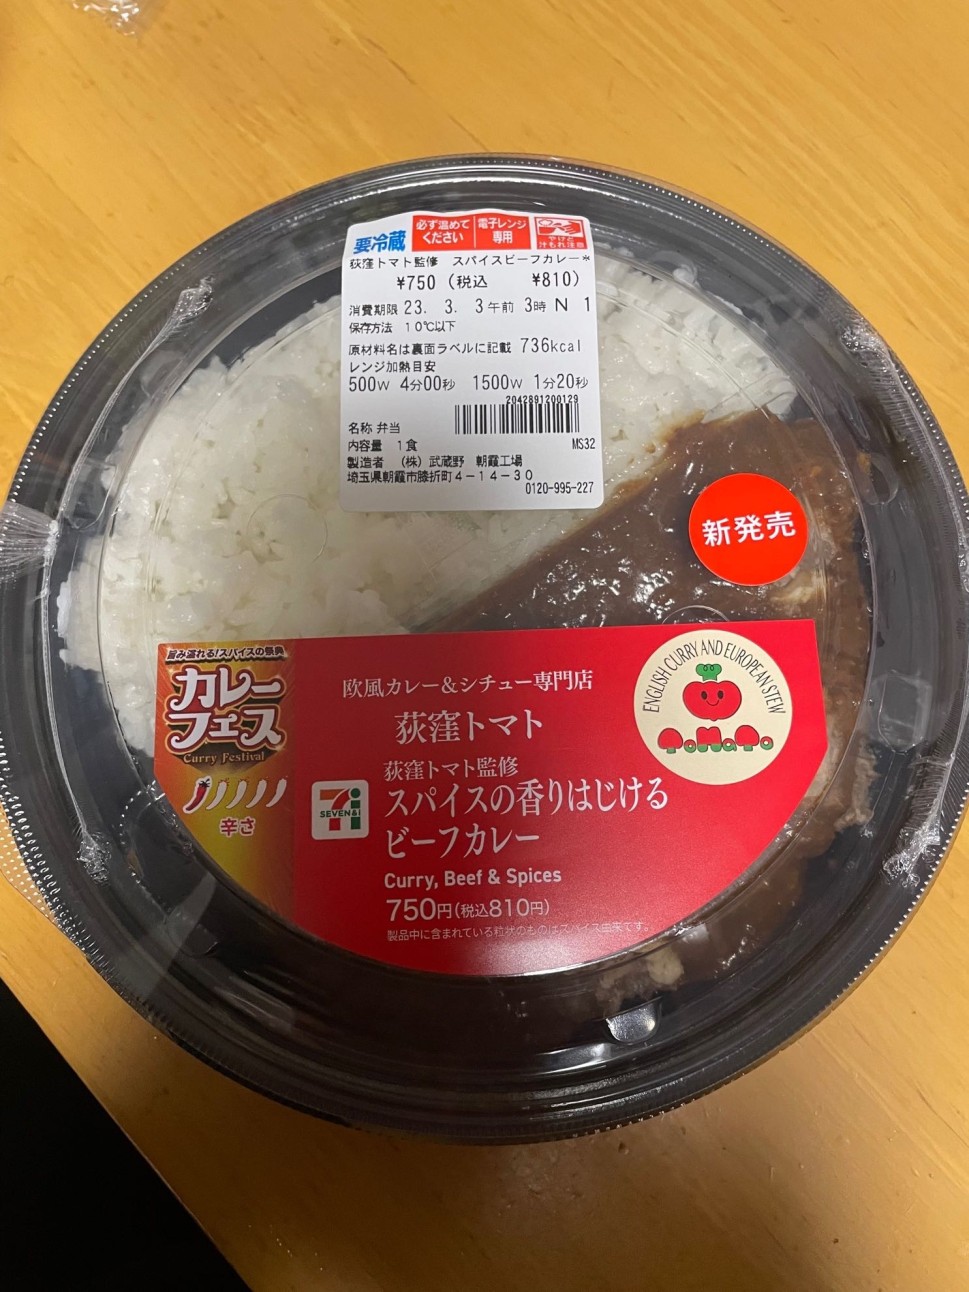 要冷蔵
必ず温めて
ください
電子レンジ
専用
やけど
汁もれ注意
荻窪トマト監修 スパイスビーフカレー*
¥750 (税込 ¥810)
消費期限 23. 3. 3午前 3時 N 1
保存方法 10℃以下
原材料名は裏面ラベルに記載 736kcal
レンジ加熱目安
500W 4分00秒 1500W 1分20秒
2042891200129
名称 弁当
内容量 1食
MS32
製造者 (株)武蔵野 朝霞工場
埼玉県朝霞市膝折町4-14-30
0120-995-227
新発売
旨み溢れる!スパイスの祭典
カレー
フェス
Curry Festival
辛さ
欧風カレー&シチュー専門店
荻窪トマト
ENGLISH CURRY AND EUROPEAN STEW
ToMaTo
荻窪トマト監修
スパイスの香りはじける
ビーフカレー
7i
SEVEN&i
Curry, Beef & Spices
750円(税込810円)
製品中に含まれている粒状のものはスパイス由来です。